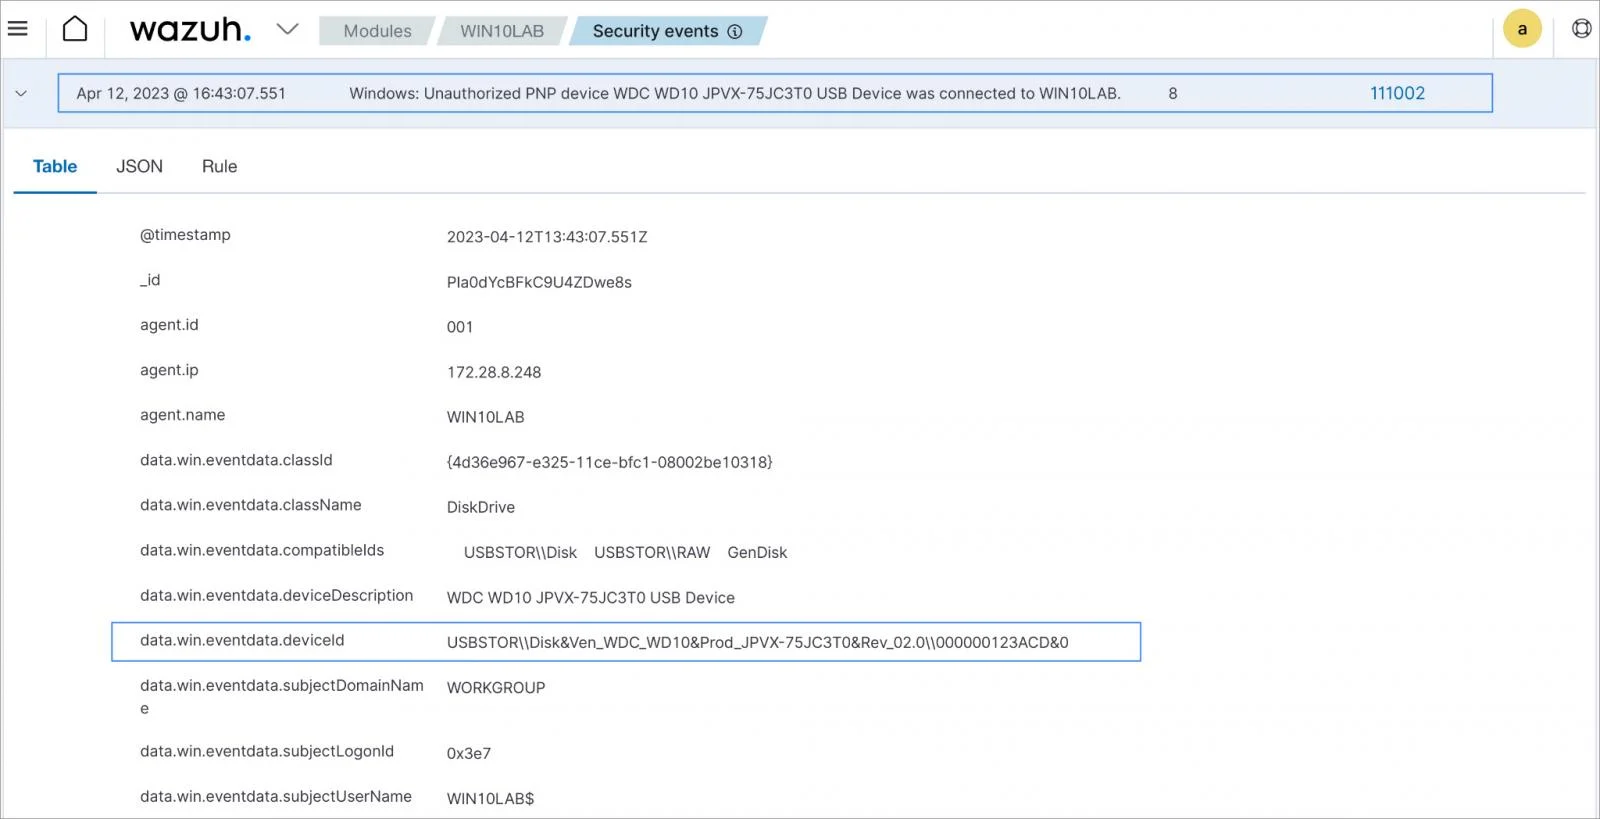 wazuh.
Modules
WIN10LAB
Security events
a
Apr 12, 2023 @ 16:43:07.551 Windows: Unauthorized PNP device WDC WD10 JPVX-75JC3T0 USB Device was connected to WIN10LAB. 8 111002
Table JSON Rule
@timestamp 2023-04-12T13:43:07.551Z
_id PIa0dYcBFkC9U4ZDwe8s
agent.id 001
agent.ip 172.28.8.248
agent.name WIN10LAB
data.win.eventdata.classId {4d36e967-e325-11ce-bfc1-08002be10318}
data.win.eventdata.className DiskDrive
data.win.eventdata.compatibleIds USBSTOR\\Disk USBSTOR\\RAW GenDisk
data.win.eventdata.deviceDescription WDC WD10 JPVX-75JC3T0 USB Device
data.win.eventdata.deviceId USBSTOR\\Disk&Ven_WDC_WD10&Prod_JPVX-75JC3T0&Rev_02.0\\000000123ACD&0
data.win.eventdata.subjectDomainNam WORKGROUP
e
data.win.eventdata.subjectLogonId 0x3e7
data.win.eventdata.subjectUserName WIN10LAB$